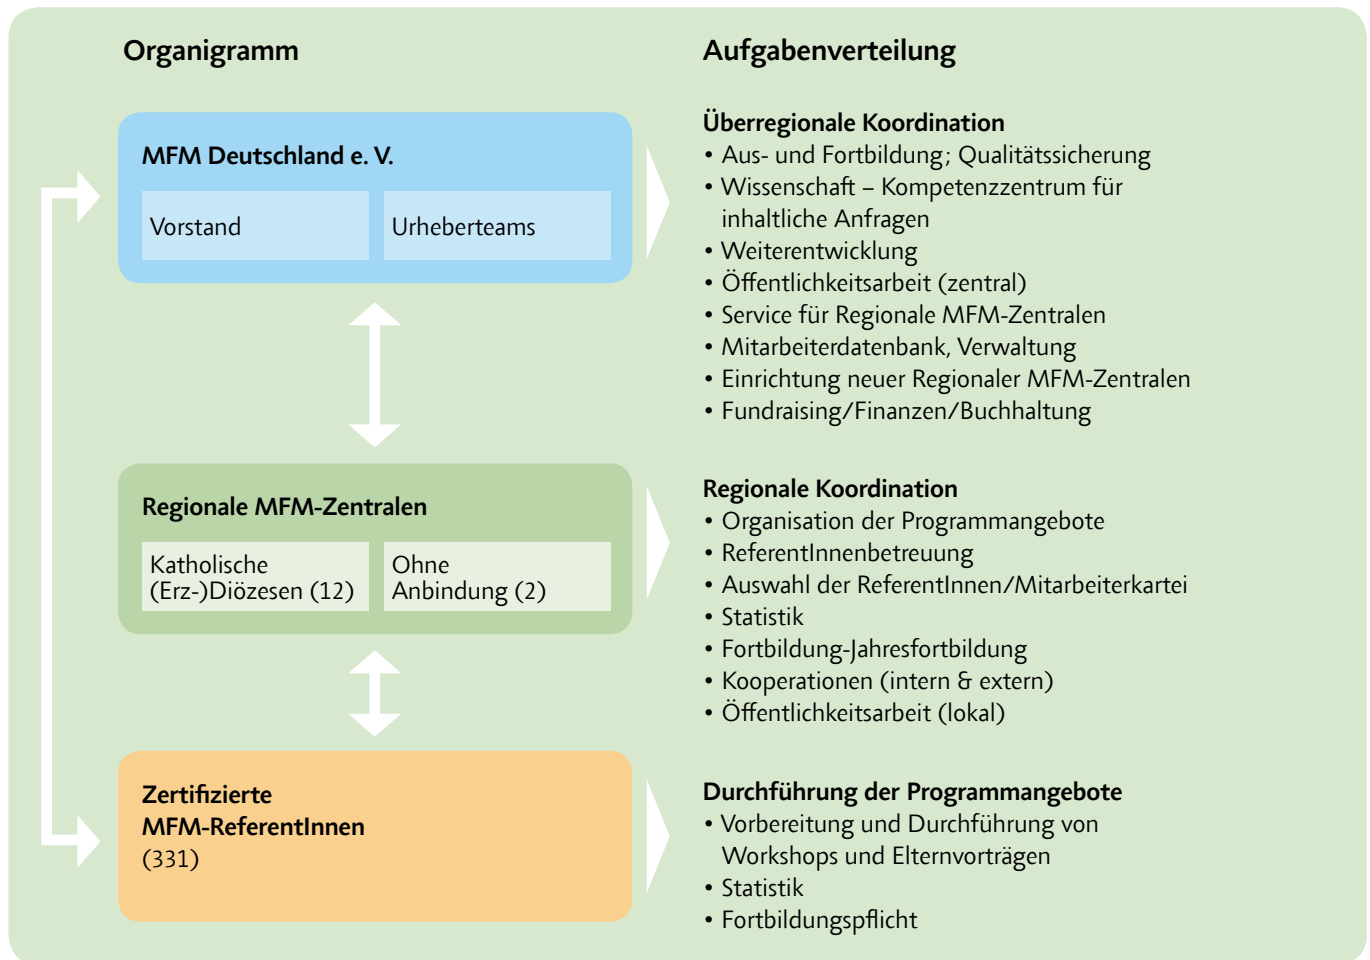 Organigramm
Aufgabenverteilung
MFM Deutschland e. V.
Vorstand
Urheberteams
Überregionale Koordination
• Aus- und Fortbildung; Qualitätssicherung
• Wissenschaft – Kompetenzzentrum für
inhaltliche Anfragen
• Weiterentwicklung
• Öffentlichkeitsarbeit (zentral)
• Service für Regionale MFM-Zentralen
• Mitarbeiterdatenbank, Verwaltung
• Einrichtung neuer Regionaler MFM-Zentralen
• Fundraising/Finanzen/Buchhaltung
Regionale MFM-Zentralen
Katholische
(Erz-)Diözesen (12)
Ohne
Anbindung (2)
Regionale Koordination
• Organisation der Programmangebote
• ReferentInnenbetreuung
• Auswahl der ReferentInnen/Mitarbeiterkartei
• Statistik
• Fortbildung-Jahresfortbildung
• Kooperationen (intern & extern)
• Öffentlichkeitsarbeit (lokal)
Zertifizierte
MFM-ReferentInnen
(331)
Durchführung der Programmangebote
• Vorbereitung und Durchführung von
Workshops und Elternvorträgen
• Statistik
• Fortbildungspflicht